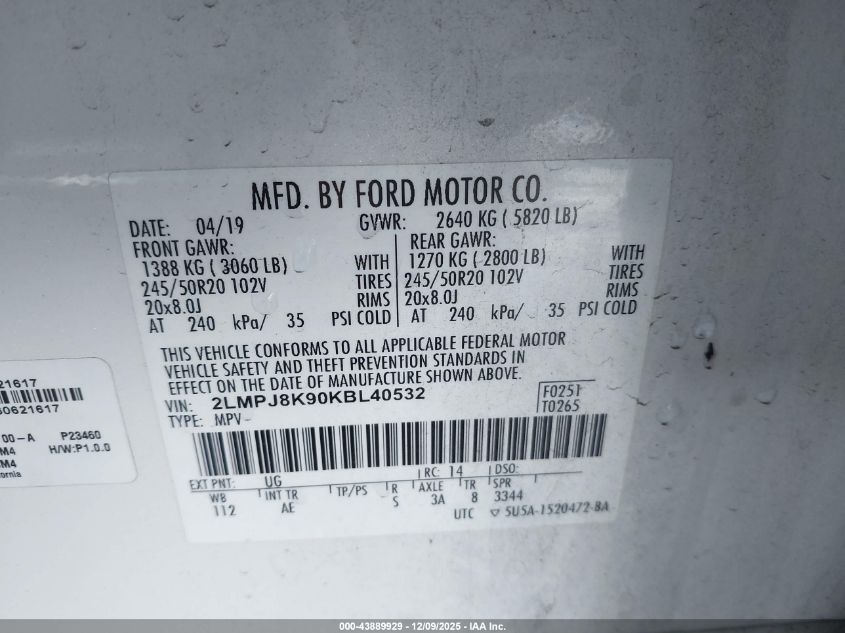 MFD. BY FORD MOTOR CO.
DATE: 04/19 GVWR: 2640 KG ( 5820 LB)
FRONT GAWR: REAR GAWR:
1388 KG ( 3060 LB) WITH 1270 KG ( 2800 LB) WITH
245/50R20 102V TIRES 245/50R20 102V TIRES
20x8.0J RIMS 20x8.0J RIMS
AT 240 kPa/ 35 PSI COLD AT 240 kPa/ 35 PSI COLD
THIS VEHICLE CONFORMS TO ALL APPLICABLE FEDERAL MOTOR
VEHICLE SAFETY AND THEFT PREVENTION STANDARDS IN
EFFECT ON THE DATE OF MANUFACTURE SHOWN ABOVE.
VIN: 2LMPJ8K90KBL40532 F0251
TYPE: MPV T0265
RC: 14 DSO:
EXT PNT: UG AXLE TR SPR
WB INT TR TP/PS R 3A 8 3344
112 AE S
UTC 5U5A-1520472-BA
21617
0621617
00-A P23460
M4 H/W:P1.0.0
M4
ornia
000-43889929 - 12/09/2025 - IAA Inc.